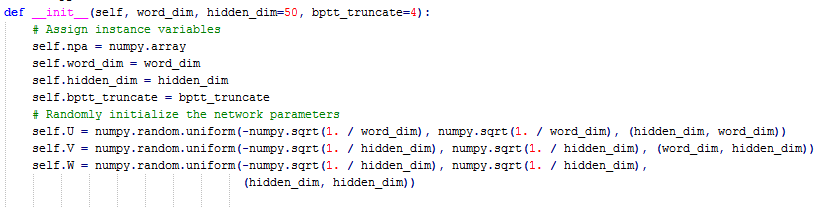 def __init__(self, word_dim, hidden_dim=50, bptt_truncate=4):
# Assign instance variables
self.npa = numpy.array
self.word_dim = word_dim
self.hidden_dim = hidden_dim
self.bptt_truncate = bptt_truncate
# Randomly initialize the network parameters
self.U = numpy.random.uniform(-numpy.sqrt(1. / word_dim), numpy.sqrt(1. / word_dim), (hidden_dim, word_dim))
self.V = numpy.random.uniform(-numpy.sqrt(1. / hidden_dim), numpy.sqrt(1. / hidden_dim), (word_dim, hidden_dim))
self.W = numpy.random.uniform(-numpy.sqrt(1. / hidden_dim), numpy.sqrt(1. / hidden_dim),
(hidden_dim, hidden_dim))